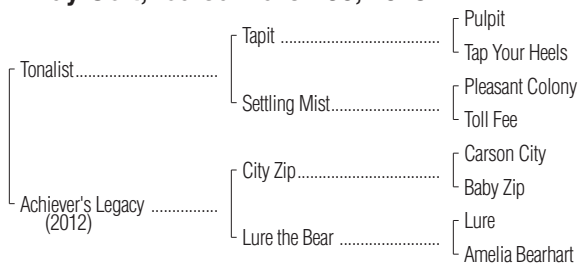 Pulpit
Tapit
Tap Your Heels
Tonalist
Pleasant Colony
Settling Mist
Toll Fee
Carson City
City Zip
Baby Zip
Achiever's Legacy
(2012)
Lure
Lure the Bear
Amelia Bearhart